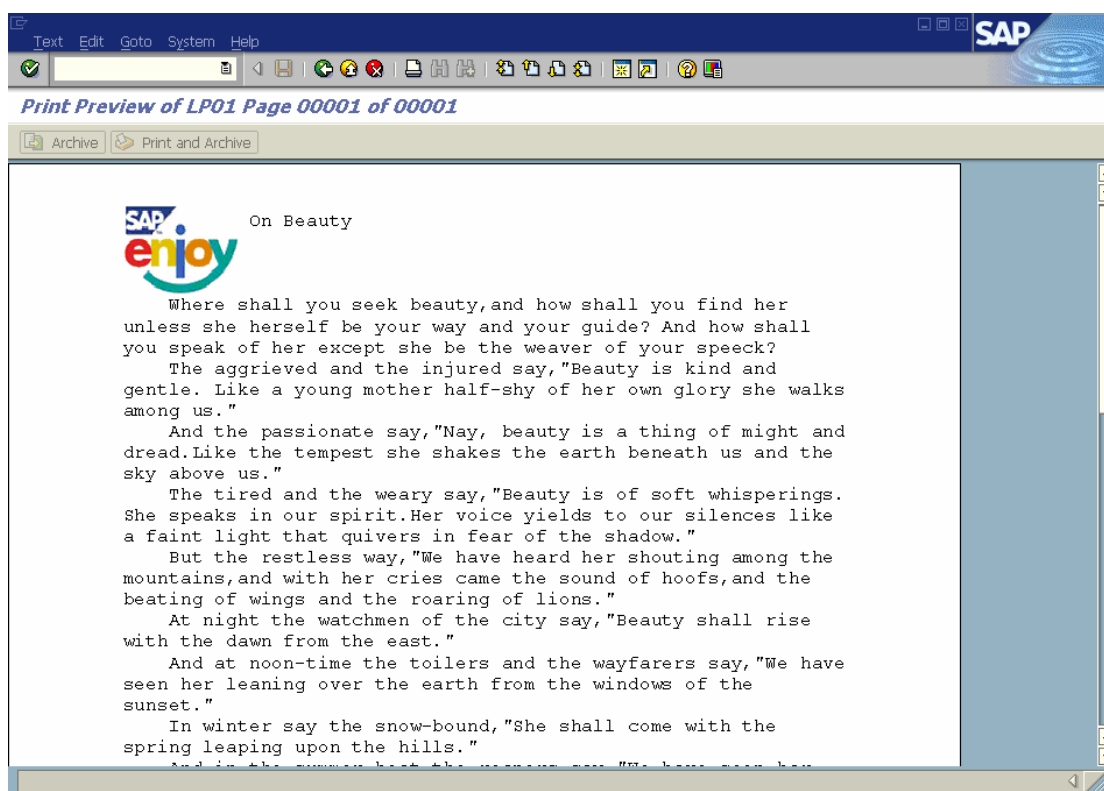 Text Edit Goto System Help
SAP
Print Preview of LP01 Page 00001 of 00001
Archive Print and Archive
SAP
enjoy
On Beauty
Where shall you seek beauty,and how shall you find her
unless she herself be your way and your guide? And how shall
you speak of her except she be the weaver of your speeck?
The aggrieved and the injured say,"Beauty is kind and
gentle. Like a young mother half-shy of her own glory she walks
among us."
And the passionate say,"Nay, beauty is a thing of might and
dread.Like the tempest she shakes the earth beneath us and the
sky above us."
The tired and the weary say,"Beauty is of soft whisperings.
She speaks in our spirit.Her voice yields to our silences like
a faint light that quivers in fear of the shadow."
But the restless way,"We have heard her shouting among the
mountains,and with her cries came the sound of hoofs,and the
beating of wings and the roaring of lions."
At night the watchmen of the city say,"Beauty shall rise
with the dawn from the east."
And at noon-time the toilers and the wayfarers say,"We have
seen her leaning over the earth from the windows of the
sunset."
In winter say the snow-bound,"She shall come with the
spring leaping upon the hills."